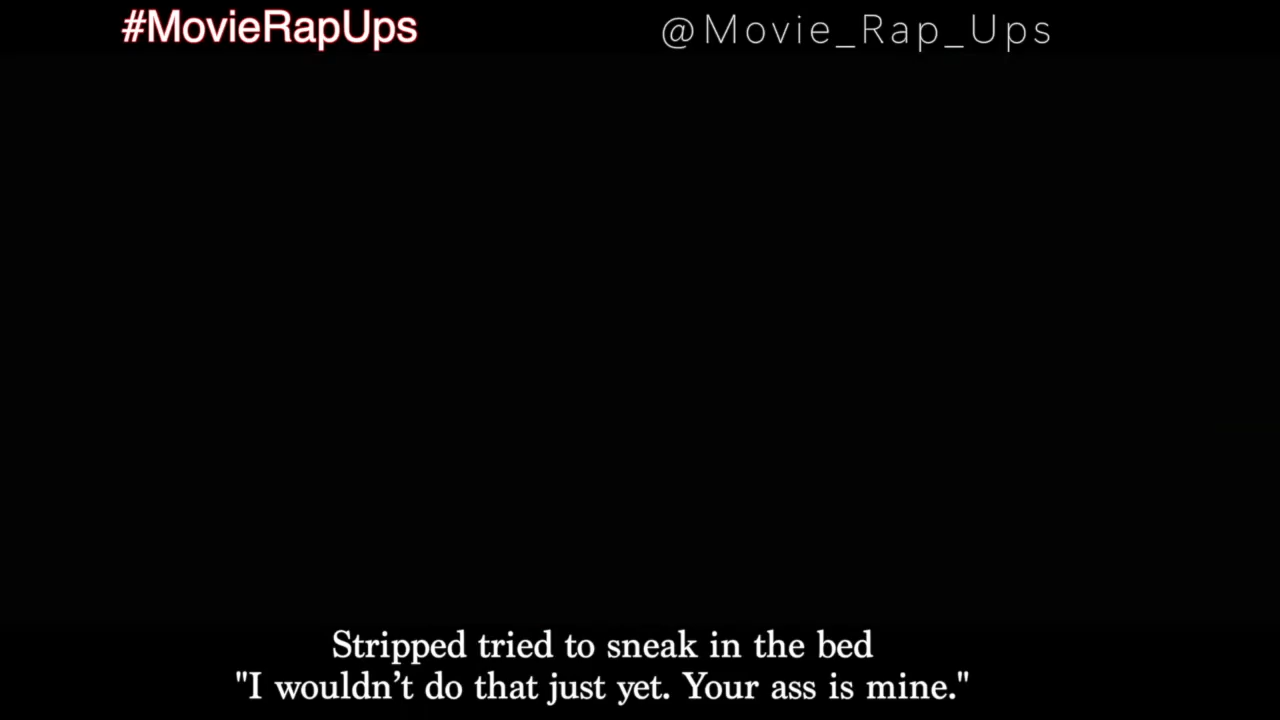 #MovieRapUps
@Movie_Rap_Ups
Stripped tried to sneak in the bed
"I wouldn’t do that just yet. Your ass is mine."